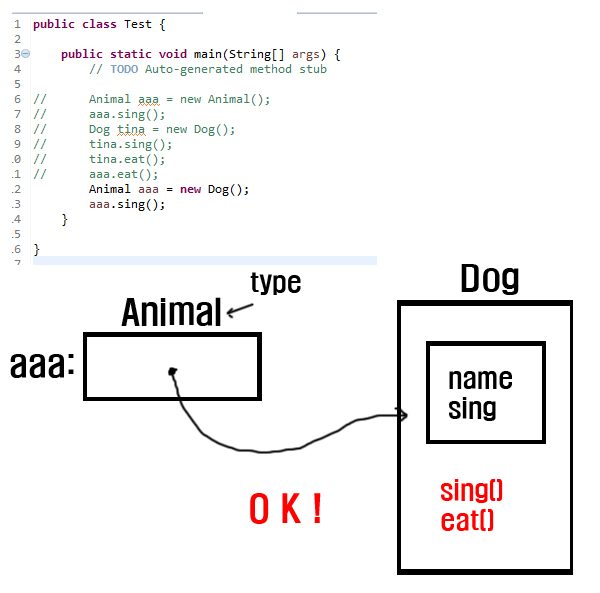 1 public class Test {
2
3 public static void main(String[] args) {
4 // TODO Auto-generated method stub
5
6 // Animal aaa = new Animal();
7 // aaa.sing();
8 // Dog tina = new Dog();
9 // tina.sing();
.0 // tina.eat();
.1 // aaa.eat();
.2 Animal aaa = new Dog();
.3 aaa.sing();
.4 }
.5
.6 }
7
type
Animal
aaa:
Dog
name
sing
sing()
eat()
O K !